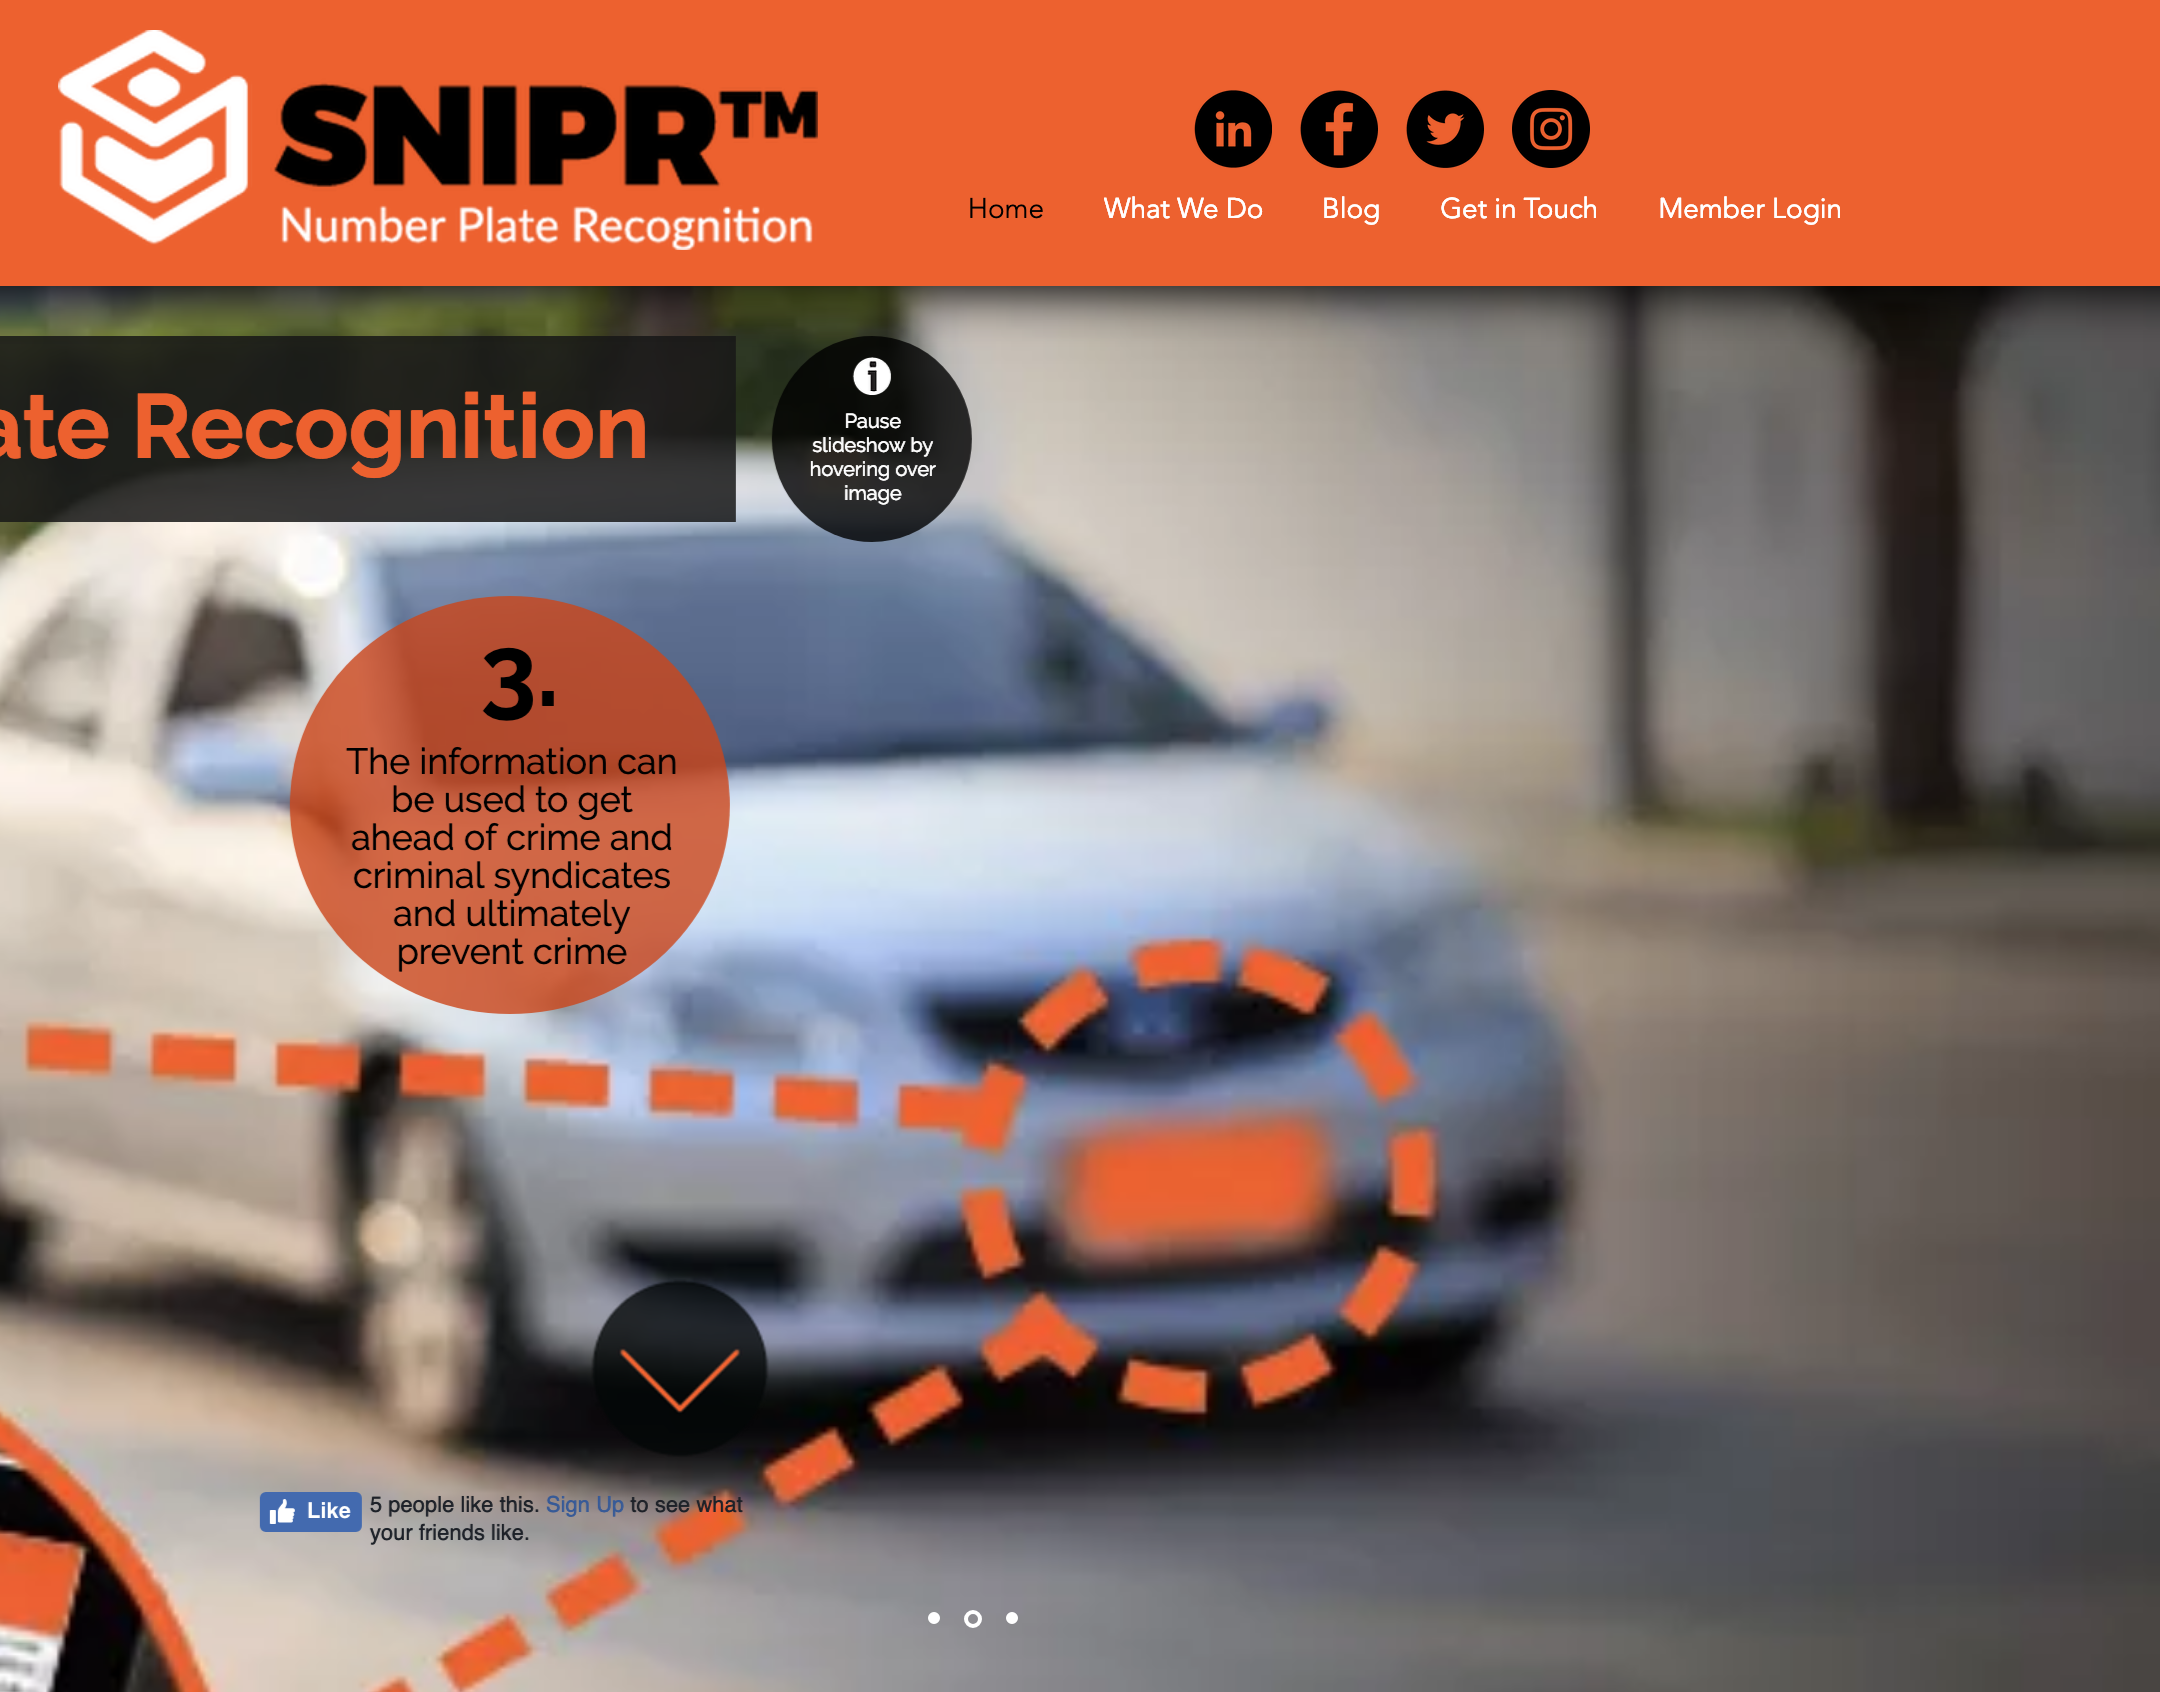 SNIPR™
Number Plate Recognition
Home
What We Do
Blog
Get in Touch
Member Login
ate Recognition
Pause
slideshow by
hovering over
image
3.
The information can
be used to get
ahead of crime and
criminal syndicates
and ultimately
prevent crime
Like
5 people like this. Sign Up to see what
your friends like.